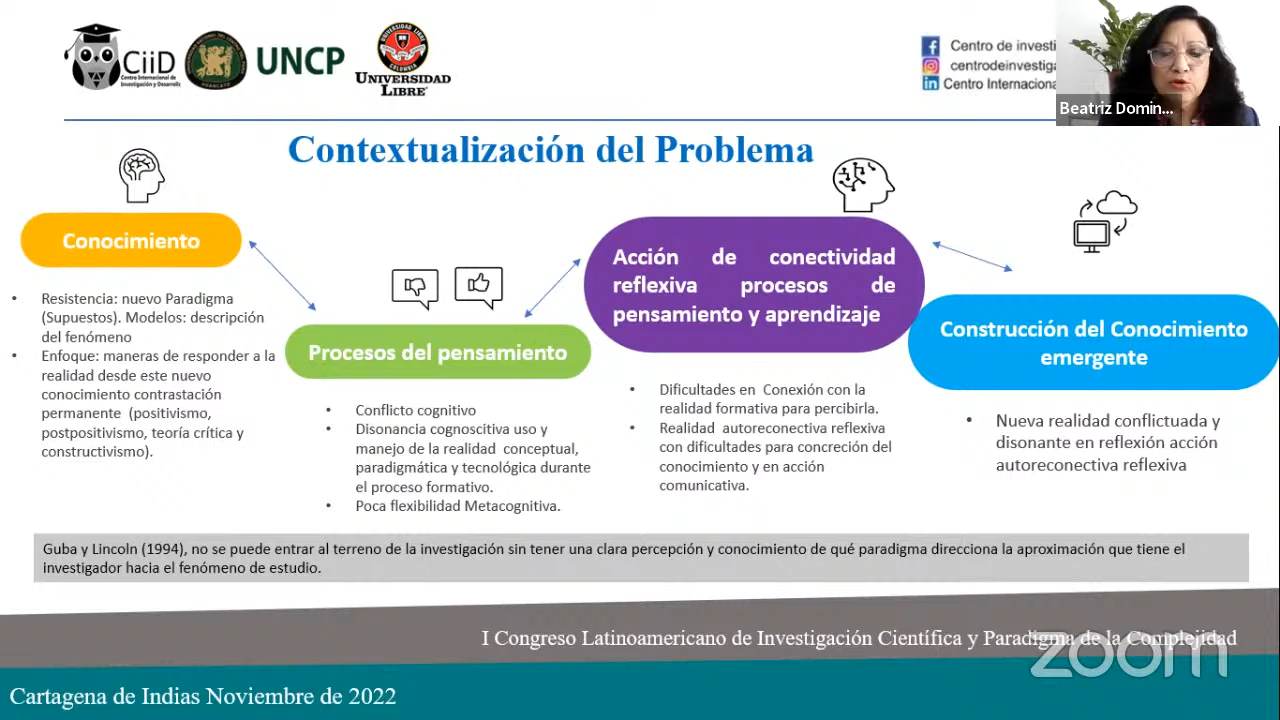 CiiD
Centro Internacional de
Investigación y Desarrollo
UNCP
UNIVERSIDAD LIBRE
COLOMBIA
UNIVERSIDAD
LIBRE
Centro de investi
centrodeinvestiga
Centro Internaciona
Beatriz Domin...
Contextualización del Problema
Conocimiento
• Resistencia: nuevo Paradigma
(Supuestos). Modelos: descripción
del fenómeno
• Enfoque: maneras de responder a la
realidad desde este nuevo
conocimiento contrastación
permanente (positivismo,
postpositivismo, teoría crítica y
constructivismo).
Procesos del pensamiento
• Conflicto cognitivo
• Disonancia cognoscitiva uso y
manejo de la realidad conceptual,
paradigmática y tecnológica durante
el proceso formativo.
• Poca flexibilidad Metacognitiva.
Acción de conectividad
reflexiva procesos de
pensamiento y aprendizaje
• Dificultades en Conexión con la
realidad formativa para percibirla.
• Realidad autoreconectiva reflexiva
con dificultades para concreción del
conocimiento y en acción
comunicativa.
Construcción del Conocimiento
emergente
• Nueva realidad conflictuada y
disonante en reflexión acción
autoreconectiva reflexiva
Guba y Lincoln (1994), no se puede entrar al terreno de la investigación sin tener una clara percepción y conocimiento de qué paradigma direcciona la aproximación que tiene el
investigador hacia el fenómeno de estudio.
I Congreso Latinoamericano de Investigación Científica y Paradigma de la Complejidad
zoom
Cartagena de Indias Noviembre de 2022